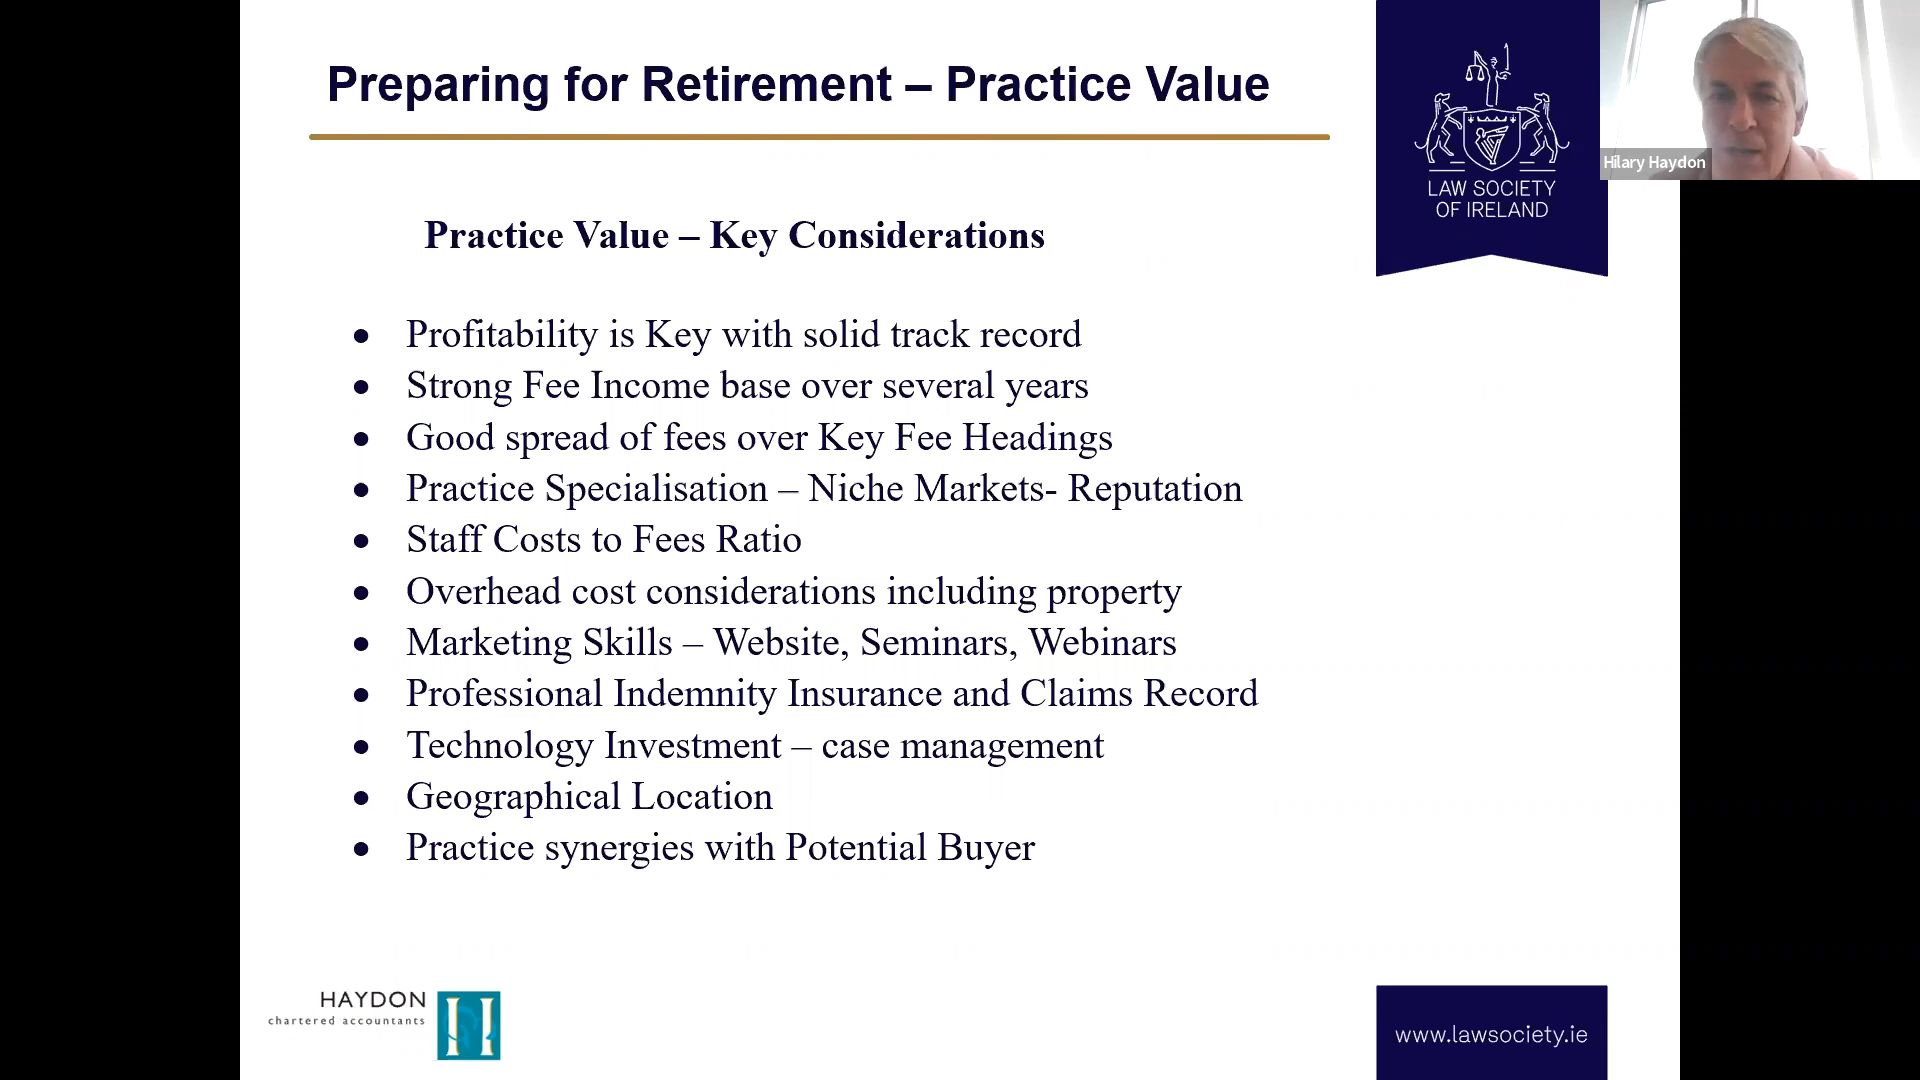 Preparing for Retirement – Practice Value
LAW SOCIETY
OF IRELAND
Hilary Haydon
Practice Value – Key Considerations
• Profitability is Key with solid track record
• Strong Fee Income base over several years
• Good spread of fees over Key Fee Headings
• Practice Specialisation – Niche Markets- Reputation
• Staff Costs to Fees Ratio
• Overhead cost considerations including property
• Marketing Skills – Website, Seminars, Webinars
• Professional Indemnity Insurance and Claims Record
• Technology Investment – case management
• Geographical Location
• Practice synergies with Potential Buyer
HAYDON
chartered accountants
H
www.lawsociety.ie